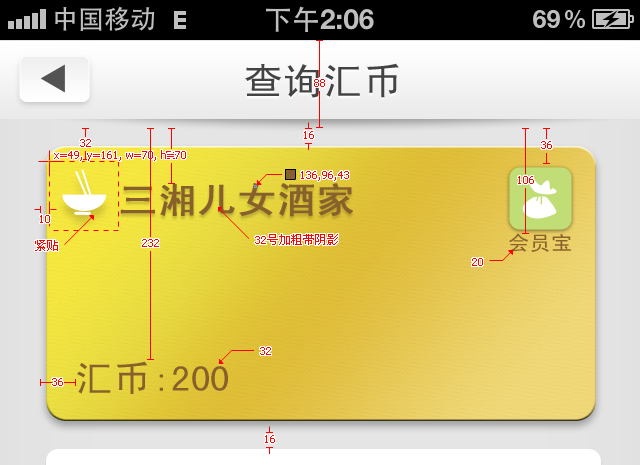 中国移动 E 下午2:06 69%
查询汇币
88
16
32
36
x=49, y=161, w=70, h=70
136,96,43
106
三湘儿女酒家
10
紧贴
232
32号加粗带阴影
会员宝
20
32
36
汇币:200
16